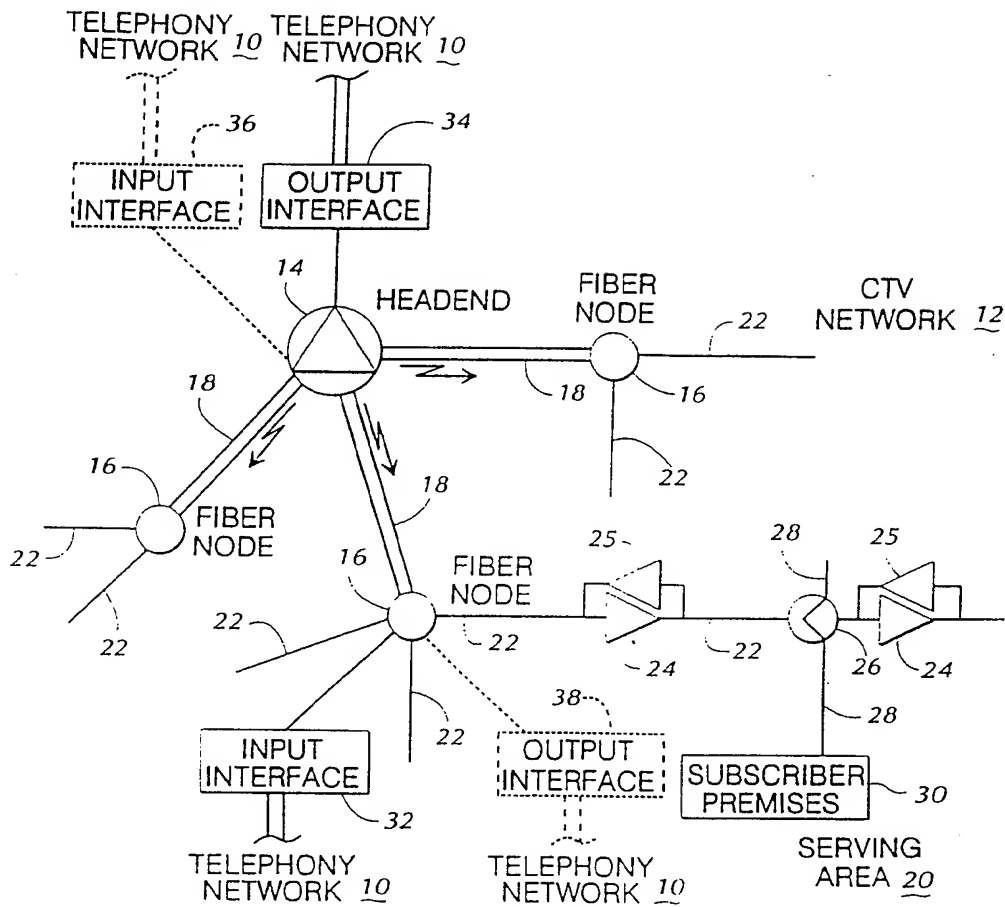 TELEPHONY
NETWORK 10
TELEPHONY
NETWORK 10
36
34
INPUT
INTERFACE
OUTPUT
INTERFACE
14
HEADEND
FIBER
NODE
CTV
NETWORK 12
22
18
16
18
22
16
FIBER
NODE
22
22
18
16
FIBER
NODE
25
28
25
22
22
24
22
26
24
28
22
38
INPUT
INTERFACE
32
OUTPUT
INTERFACE
SUBSCRIBER
PREMISES
30
TELEPHONY
NETWORK 10
TELEPHONY
NETWORK 10
SERVING
AREA 20